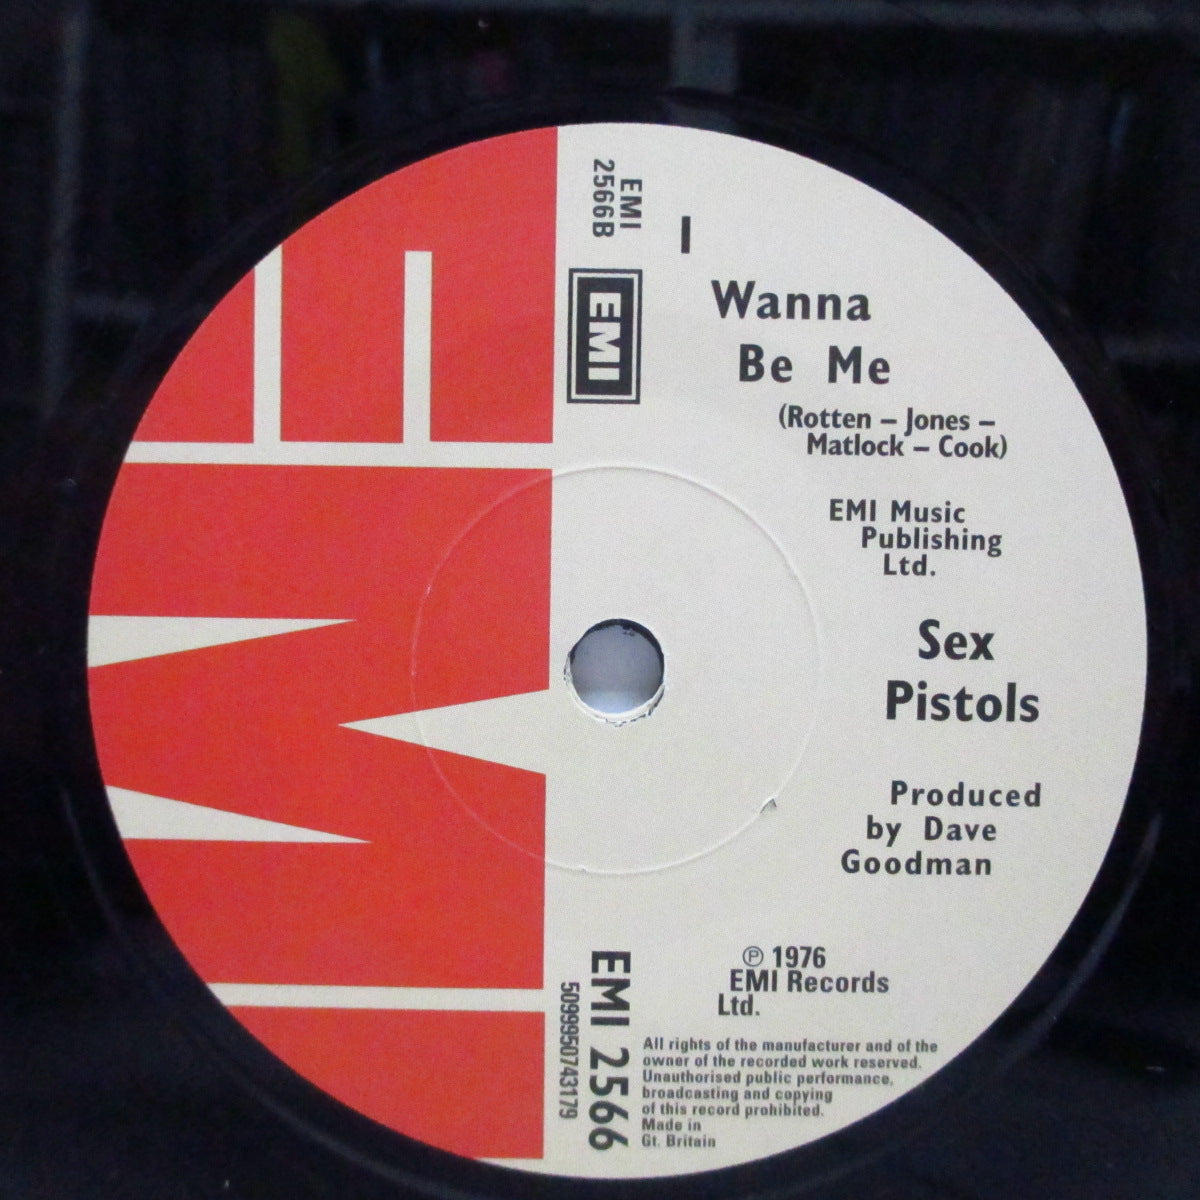 EMI
EMI
2566B
EMI
I
Wanna
Be Me
(Rotten – Jones –
Matlock – Cook)
EMI Music
Publishing
Ltd.
Sex
Pistols
Produced
by Dave
Goodman
℗ 1976
EMI Records
Ltd.
EMI 2566
5099950743179
All rights of the manufacturer and of the
owner of the recorded work reserved.
Unauthorised public performance,
broadcasting and copying
of this record prohibited.
Made in
Gt. Britain